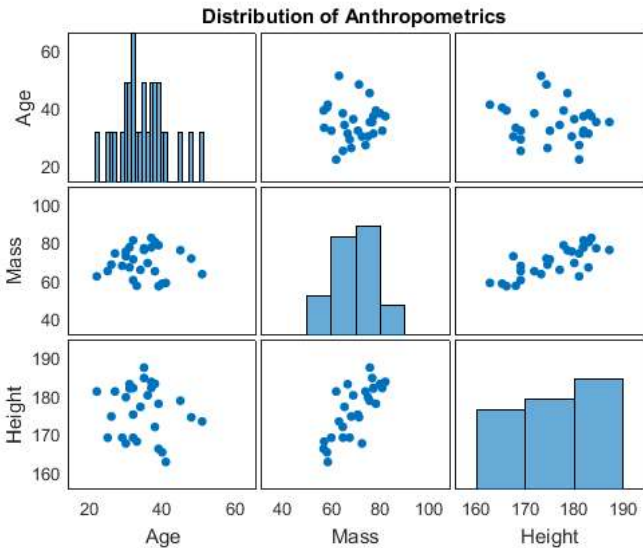 Distribution of Anthropometrics
60
40
20
Age
100
80
60
40
Mass
190
180
170
160
Height
20 40 60
40 60 80 100
160 170 180 190
Age Mass Height